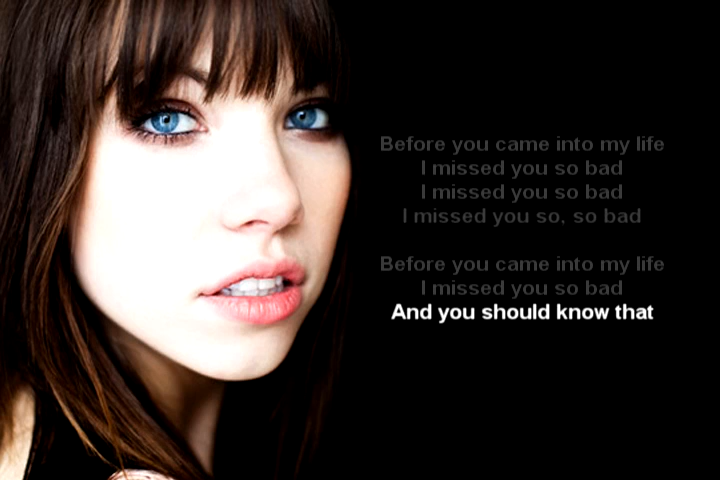 Before you came into my life
I missed you so bad
I missed you so bad
I missed you so, so bad
Before you came into my life
I missed you so bad
And you should know that